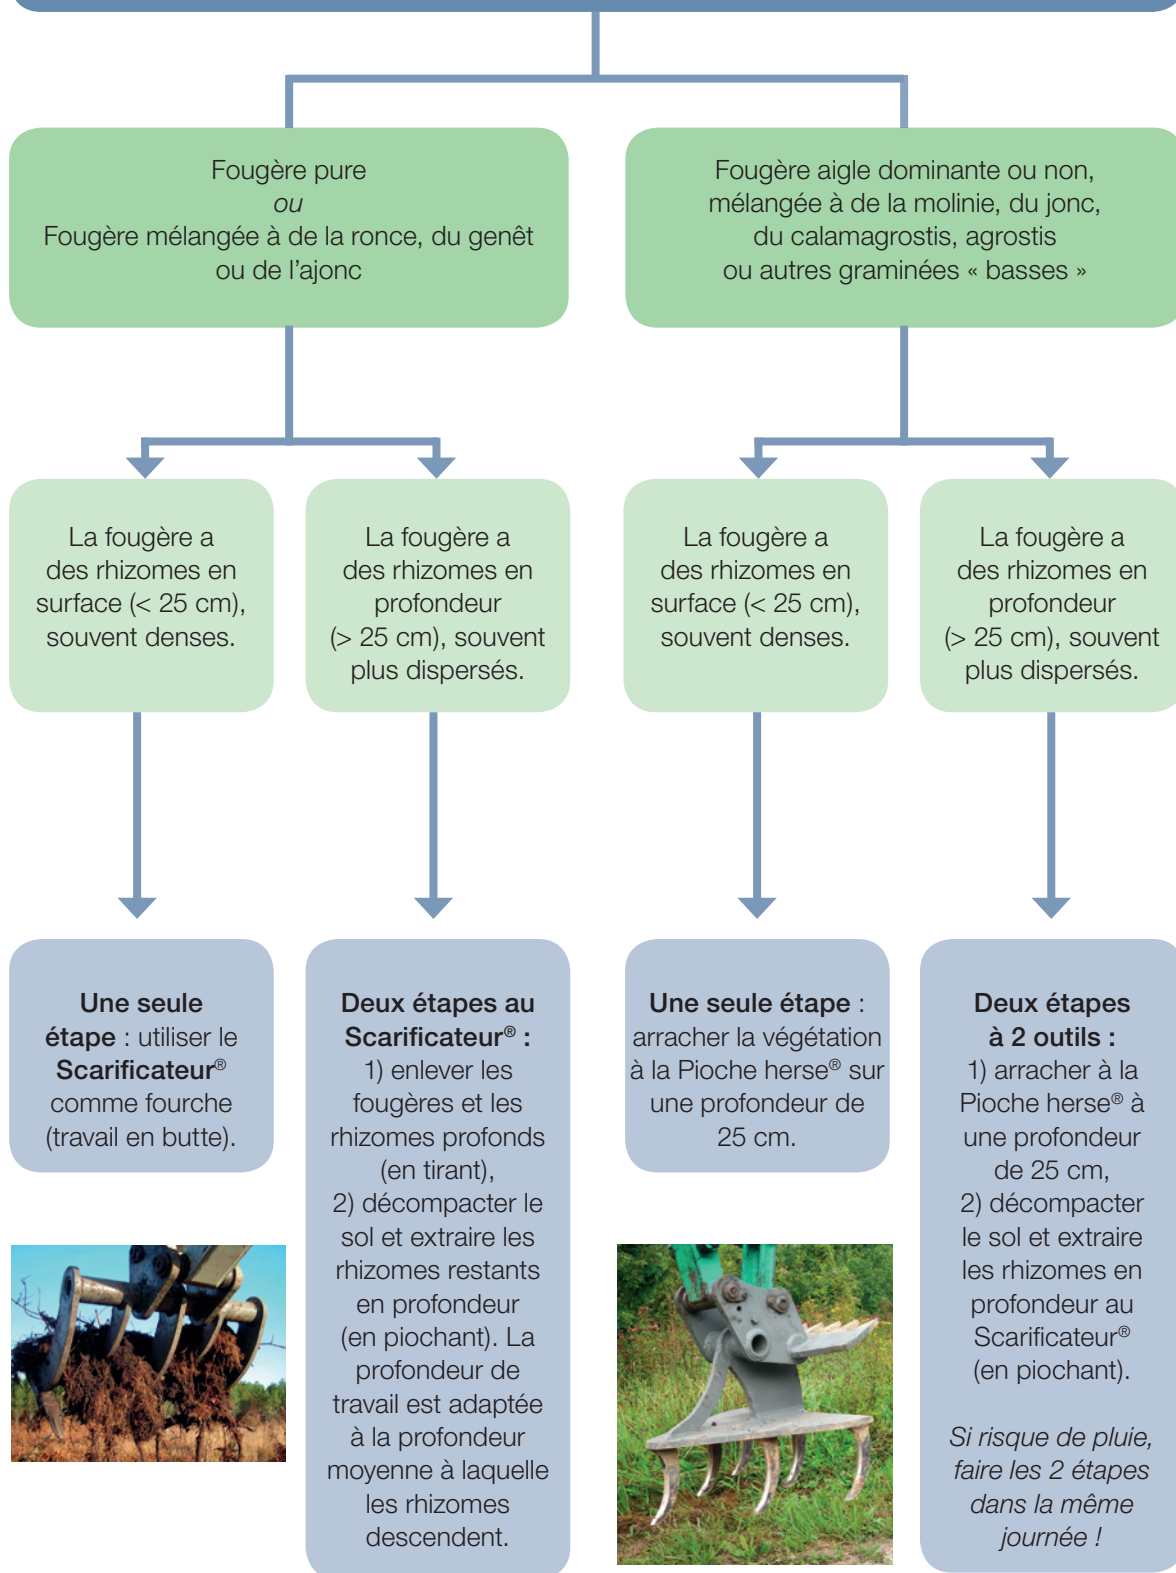 Fougère pure
ou
Fougère mélangée à de la ronce, du genêt
ou de l'ajonc
Fougère aigle dominante ou non,
mélangée à de la molinie, du jonc,
du calamagrostis, agrostis
ou autres graminées « basses »
La fougère a
des rhizomes en
surface (< 25 cm),
souvent denses.
La fougère a
des rhizomes en
profondeur
(> 25 cm), souvent
plus dispersés.
La fougère a
des rhizomes en
surface (< 25 cm),
souvent denses.
La fougère a
des rhizomes en
profondeur
(> 25 cm), souvent
plus dispersés.
Une seule
étape : utiliser le
Scarificateur®
comme fourche
(travail en butte).
Deux étapes au
Scarificateur® :
1) enlever les
fougères et les
rhizomes profonds
(en tirant),
2) décompacter le
sol et extraire les
rhizomes restants
en profondeur
(en piochant). La
profondeur de
travail est adaptée
à la profondeur
moyenne à laquelle
les rhizomes
descendent.
Une seule étape :
arracher la végétation
à la Pioche herse® sur
une profondeur de
25 cm.
Deux étapes
à 2 outils :
1) arracher à la
Pioche herse® à
une profondeur
de 25 cm,
2) décompacter
le sol et extraire
les rhizomes en
profondeur au
Scarificateur®
(en piochant).
Si risque de pluie,
faire les 2 étapes
dans la même
journée !